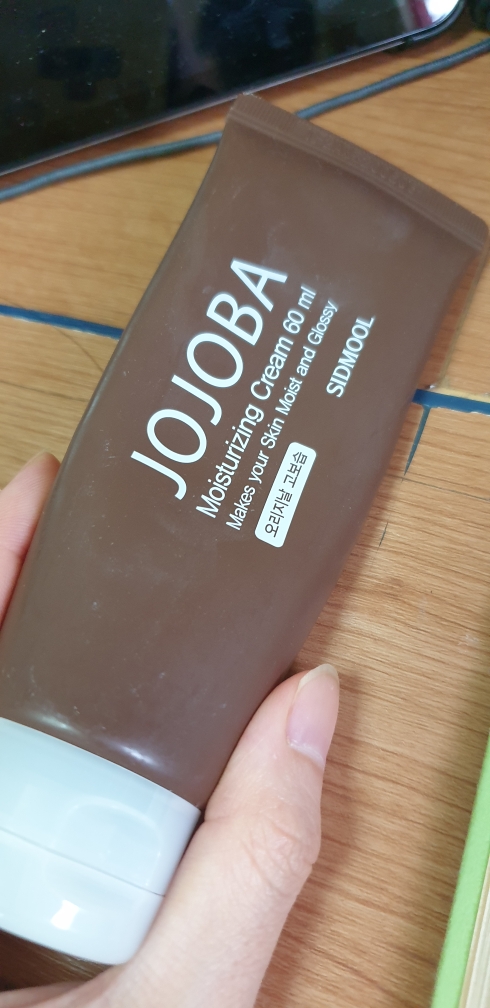 JOJOBA
Moisturizing Cream 60 ml
Makes your Skin Moist and Glossy
오리지날 고보습
SIDMOOL